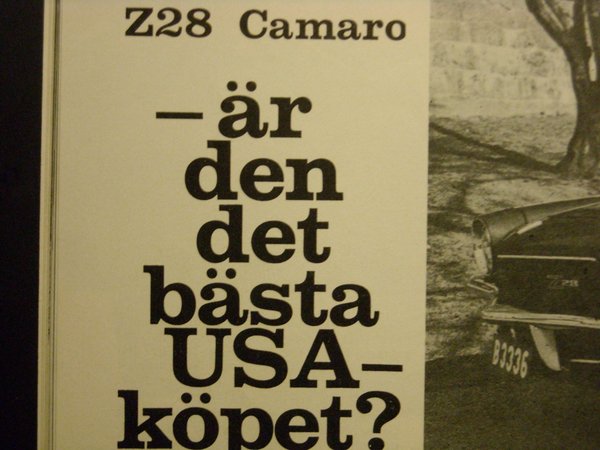 Z28 Camaro
– är
den
det
bästa
USA–
köpet?
Z28
B3336